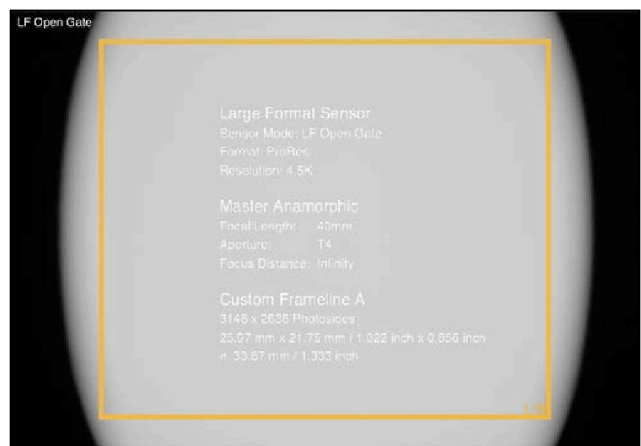 LF Open Gate
Large Format Sensor
Sensor Mode: LF Open Gate
Format: ProRes
Resolution: 4.5K
Master Anamorphic
Focal Length: 40mm
Aperture: T4
Focus Distance: Infinity
Custom Frameline A
3148 x 2636 Photosides
25.97 mm x 21.75 mm / 1.022 inch x 0.856 inch
33.87 mm / 1.333 inch